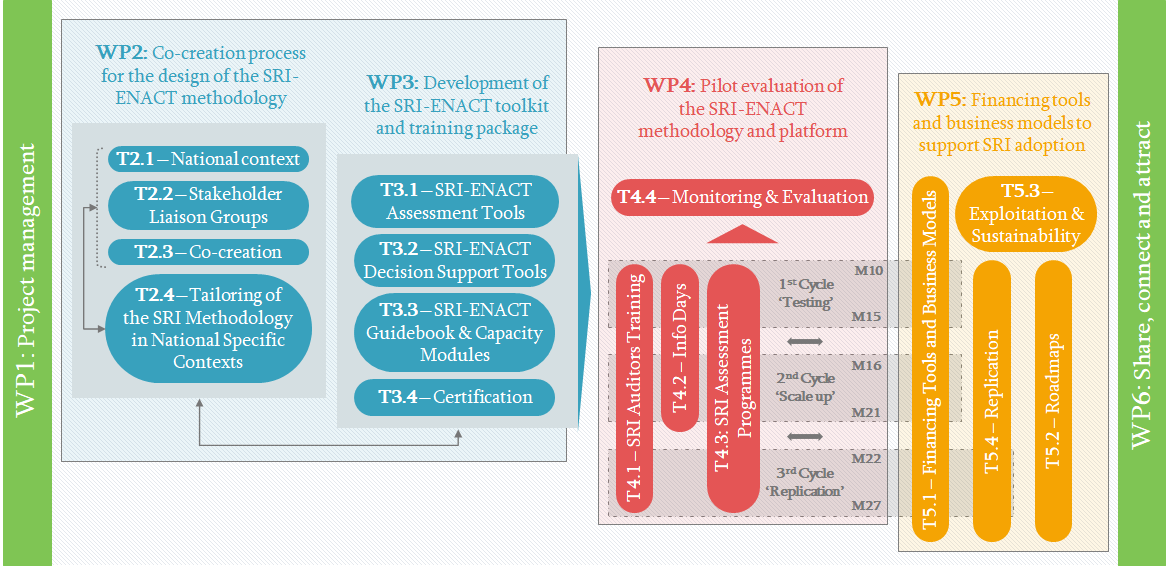 WP1: Project management
WP2: Co-creation process
for the design of the SRI-
ENACT methodology
T2.1 – National context
T2.2 – Stakeholder
Liaison Groups
T2.3 – Co-creation
T2.4 – Tailoring of
the SRI Methodology
in National Specific
Contexts
WP3: Development of
the SRI-ENACT toolkit
and training package
T3.1 – SRI-ENACT
Assessment Tools
T3.2 – SRI-ENACT
Decision Support Tools
T3.3 – SRI-ENACT
Guidebook & Capacity
Modules
T3.4 – Certification
WP4: Pilot evaluation of
the SRI-ENACT
methodology and platform
T4.4 – Monitoring & Evaluation
T4.1 – SRI Auditors Training
T4.2 – Info Days
T4.3: SRI Assessment
Programmes
M10
1st Cycle
‘Testing’
M15
M16
2nd Cycle
‘Scale up’
M21
M22
3rd Cycle
‘Replication’
M27
WP5: Financing tools
and business models to
support SRI adoption
T5.1 – Financing Tools and Business Models
T5.3 –
Exploitation &
Sustainability
T5.4 – Replication
T5.2 – Roadmaps
WP6: Share, connect and attract